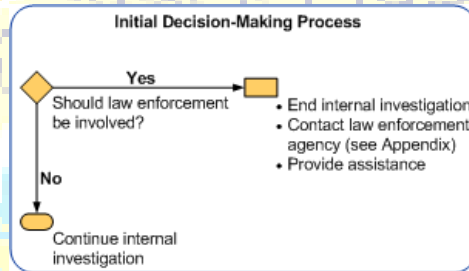 Initial Decision-Making Process
Yes
Should law enforcement
be involved?
• End internal investigation
• Contact law enforcement
agency (see Appendix)
• Provide assistance
No
Continue internal
investigation